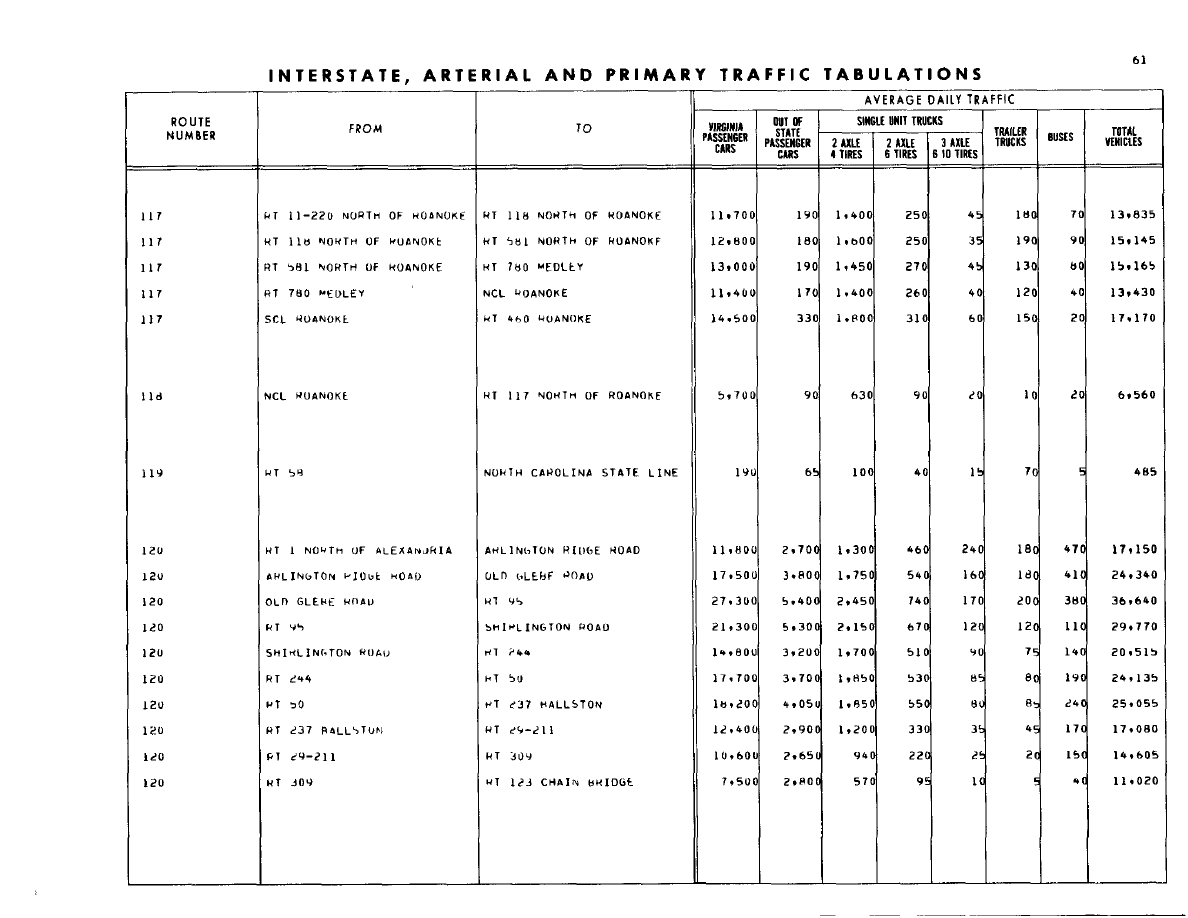 61
INTERSTATE, ARTERIAL AND PRIMARY TRAFFIC TABULATIONS
AVERAGE DAILY TRAFFIC
ROUTE NUMBER FROM TO VIRGINIA PASSENGER CARS OUT OF STATE PASSENGER CARS SINGLE UNIT TRUCKS 2 AXLE 4 TIRES 2 AXLE 6 TIRES 3 AXLE 6 10 TIRES TRAILER TRUCKS BUSES TOTAL VEHICLES
117 RT 11-220 NORTH OF ROANOKE RT 118 NORTH OF ROANOKE 11,700 190 1,400 250 45 180 70 13,835
117 RT 118 NORTH OF ROANOKE RT 581 NORTH OF ROANOKE 12,800 180 1,600 250 35 190 90 15,145
117 RT 581 NORTH OF ROANOKE RT 780 MEDLEY 13,000 190 1,450 270 45 130 80 15,165
117 RT 780 MEDLEY NCL ROANOKE 11,400 170 1,400 260 40 120 40 13,430
117 SCL ROANOKE RT 460 ROANOKE 14,500 330 1,800 310 60 150 20 17,170
118 NCL ROANOKE RT 117 NORTH OF ROANOKE 5,700 90 630 90 20 10 20 6,560
119 RT 58 NORTH CAROLINA STATE LINE 190 65 100 40 15 70 5 485
120 RT 1 NORTH OF ALEXANDRIA ARLINGTON RIDGE ROAD 11,800 2,700 1,300 460 240 180 470 17,150
120 ARLINGTON RIDGE ROAD OLD GLEBE ROAD 17,500 3,800 1,750 540 160 180 410 24,340
120 OLD GLEBE ROAD RT 95 27,300 5,400 2,450 740 170 200 380 36,640
120 RT 95 SHIRLINGTON ROAD 21,300 5,300 2,150 670 120 120 110 29,770
120 SHIRLINGTON ROAD RT 244 14,800 3,200 1,700 510 90 75 140 20,515
120 RT 244 RT 50 17,700 3,700 1,850 530 85 80 190 24,135
120 RT 50 RT 237 BALLSTON 18,200 4,050 1,850 550 80 85 240 25,055
120 RT 237 BALLSTON RT 29-211 12,400 2,900 1,200 330 35 45 170 17,080
120 RT 29-211 RT 309 10,600 2,650 940 220 25 20 150 14,605
120 RT 309 RT 123 CHAIN BRIDGE 7,500 2,800 570 95 10 5 40 11,020